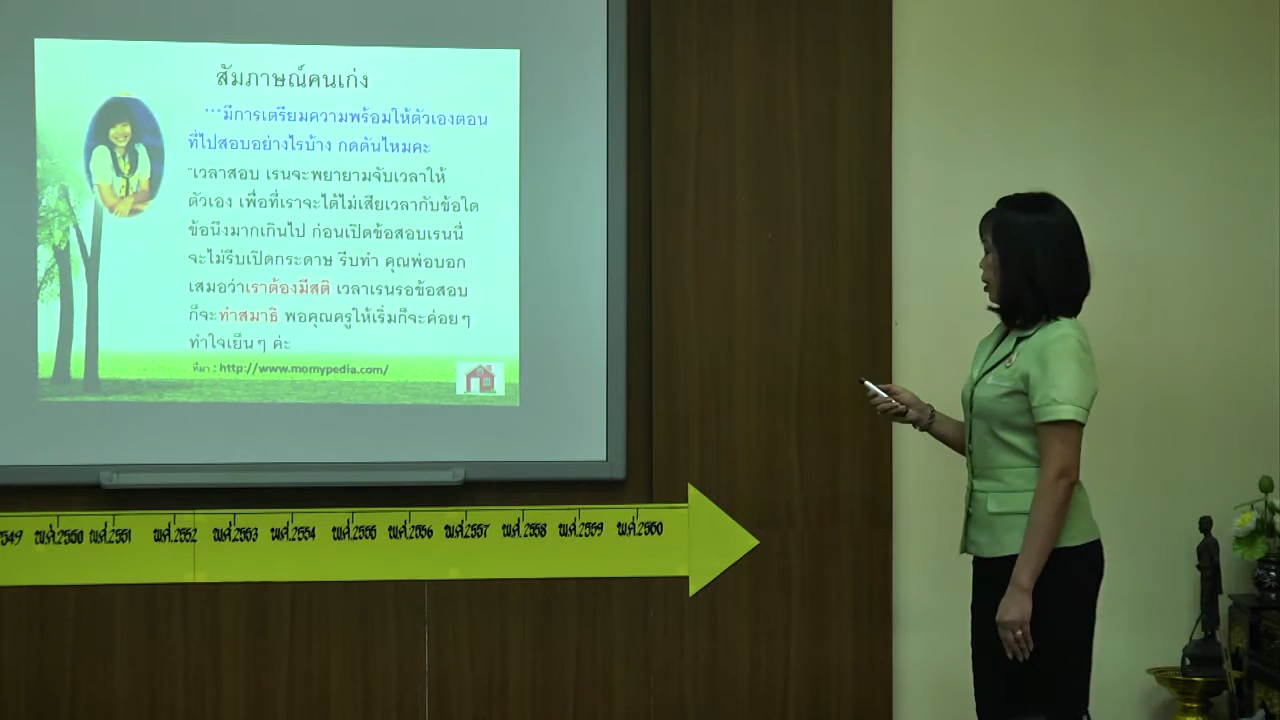 สัมภาษณ์คนเก่ง
...มีการเตรียมความพร้อมให้ตัวเองตอน
ที่ไปสอบอย่างไรบ้าง กดดันไหมคะ
"เวลาสอบ เรนจะพยายามจับเวลาให้
ตัวเอง เพื่อที่เราจะได้ไม่เสียเวลากับข้อใด
ข้อนึงมากเกินไป ก่อนเปิดข้อสอบเรนนี่
จะไม่รีบเปิดกระดาษ รีบทำ คุณพ่อบอก
เสมอว่าเราต้องมีสติ เวลาเรนรอข้อสอบ
ก็จะทำสมาธิ พอคุณครูให้เริ่มก็จะค่อยๆ
ทำใจเย็นๆ ค่ะ
ที่มา : http://www.momypedia.com/
2549 พ.ศ.2550 พ.ศ.2551 พ.ศ.2552 พ.ศ.2553 พ.ศ.2554 พ.ศ.2555 พ.ศ.2556 พ.ศ.2557 พ.ศ.2558 พ.ศ.2559 พ.ศ.2560